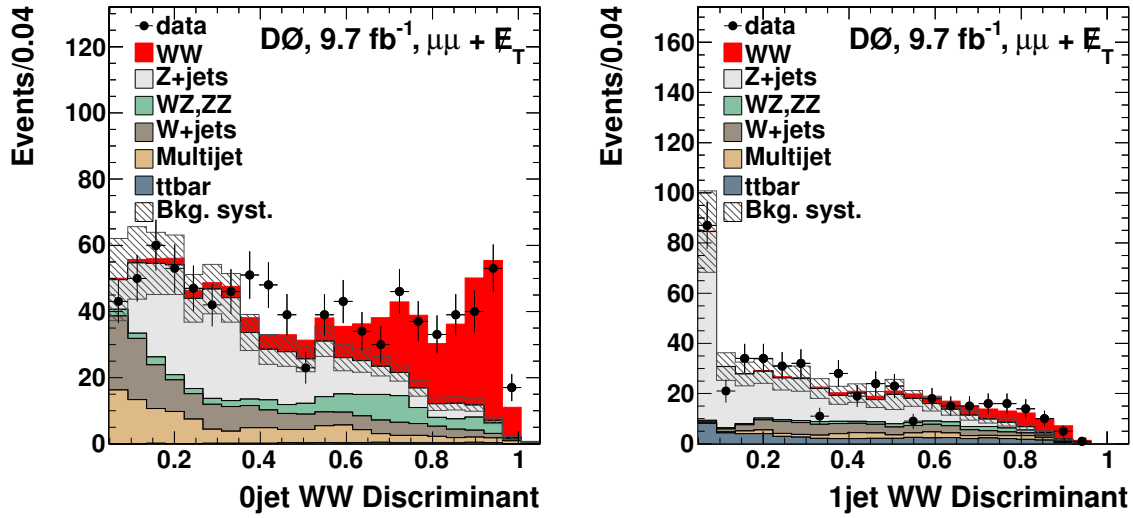 Events/0.04
120
100
80
60
40
20
0
data
WW
Z+jets
WZ,ZZ
W+jets
Multijet
ttbar
Bkg. syst.
DØ, 9.7 fb⁻¹, μμ + E̸_T
0.2 0.4 0.6 0.8 1
0jet WW Discriminant
Events/0.04
160
140
120
100
80
60
40
20
0
data
WW
Z+jets
WZ,ZZ
W+jets
Multijet
ttbar
Bkg. syst.
DØ, 9.7 fb⁻¹, μμ + E̸_T
0.2 0.4 0.6 0.8 1
1jet WW Discriminant